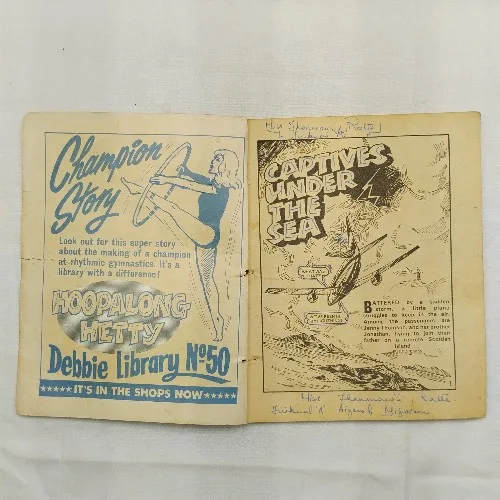 Champion
Story
Look out for this super story
about the making of a champion
at rhythmic gymnastics. It's a
library with a difference!
HOOPALONG
HETTY
Debbie Library Nº50
★★★★★ IT'S IN THE SHOPS NOW ★★★★★
CAPTIVES
UNDER
THE
SEA
BATTERED by a sudden
storm, a little plane
struggles to keep in the air.
Among the passengers are
Jenny Thomson, and her brother
Jonathan, flying to join their
father on a remote Scottish
island.